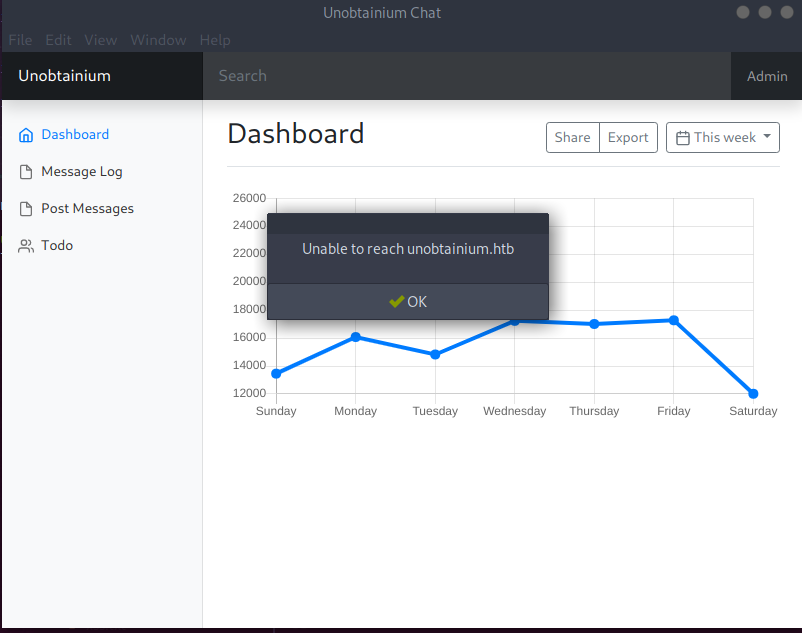 Unobtainium Chat
File Edit View Window Help
Unobtainium Search Admin
Dashboard
Message Log
Post Messages
Todo
Dashboard
Share Export This week
26000
24000
22000
20000
18000
16000
14000
12000
Sunday Monday Tuesday Wednesday Thursday Friday Saturday
Unable to reach unobtainium.htb
OK